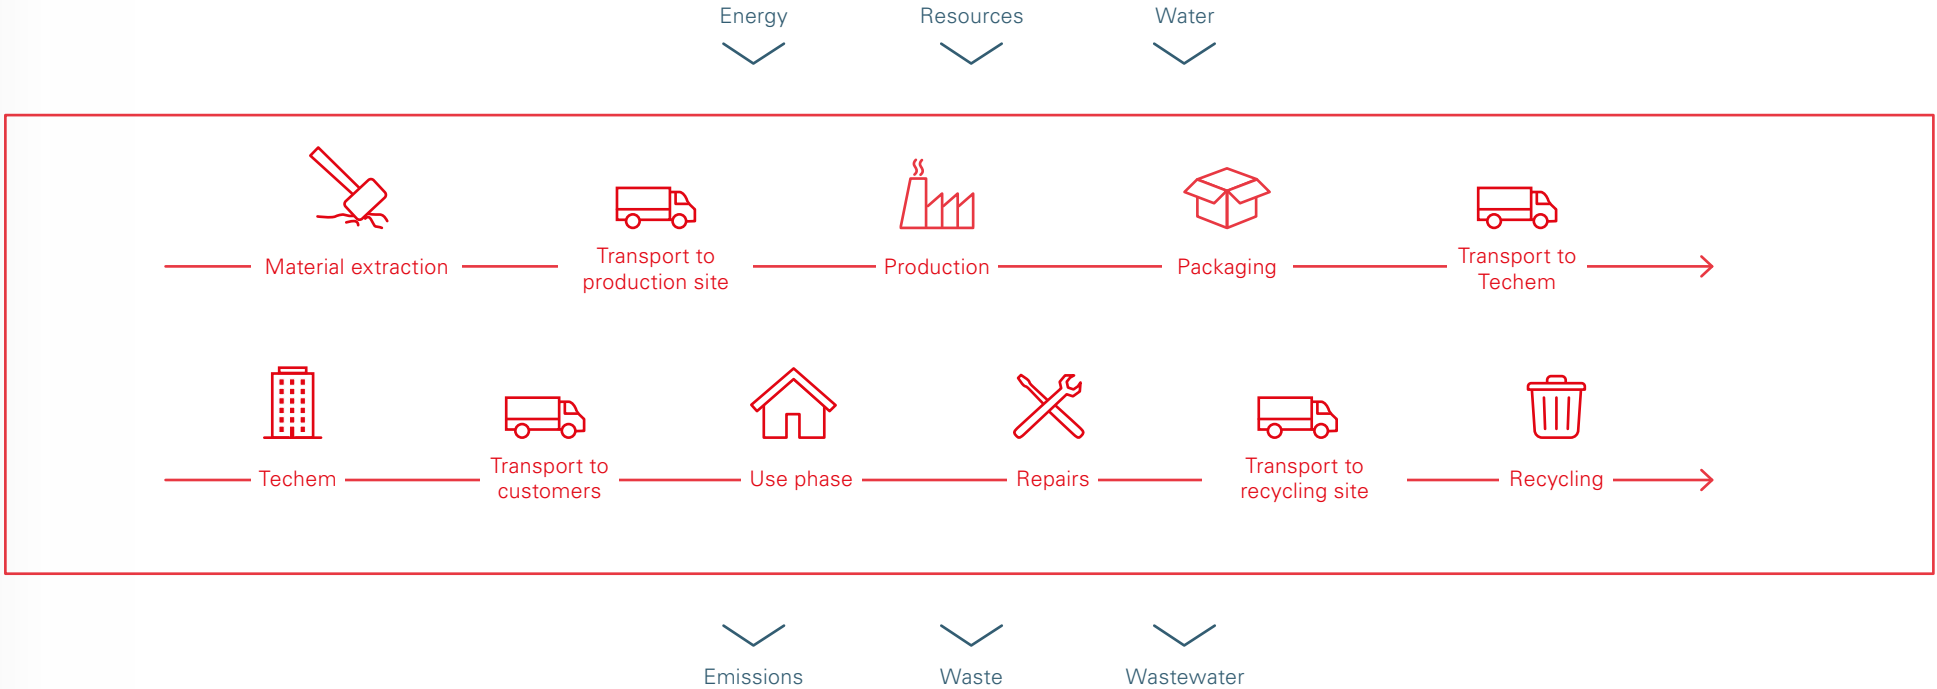 Energy
Resources
Water
Material extraction
Transport to
production site
Production
Packaging
Transport to
Techem
Techem
Transport to
customers
Use phase
Repairs
Transport to
recycling site
Recycling
Emissions
Waste
Wastewater